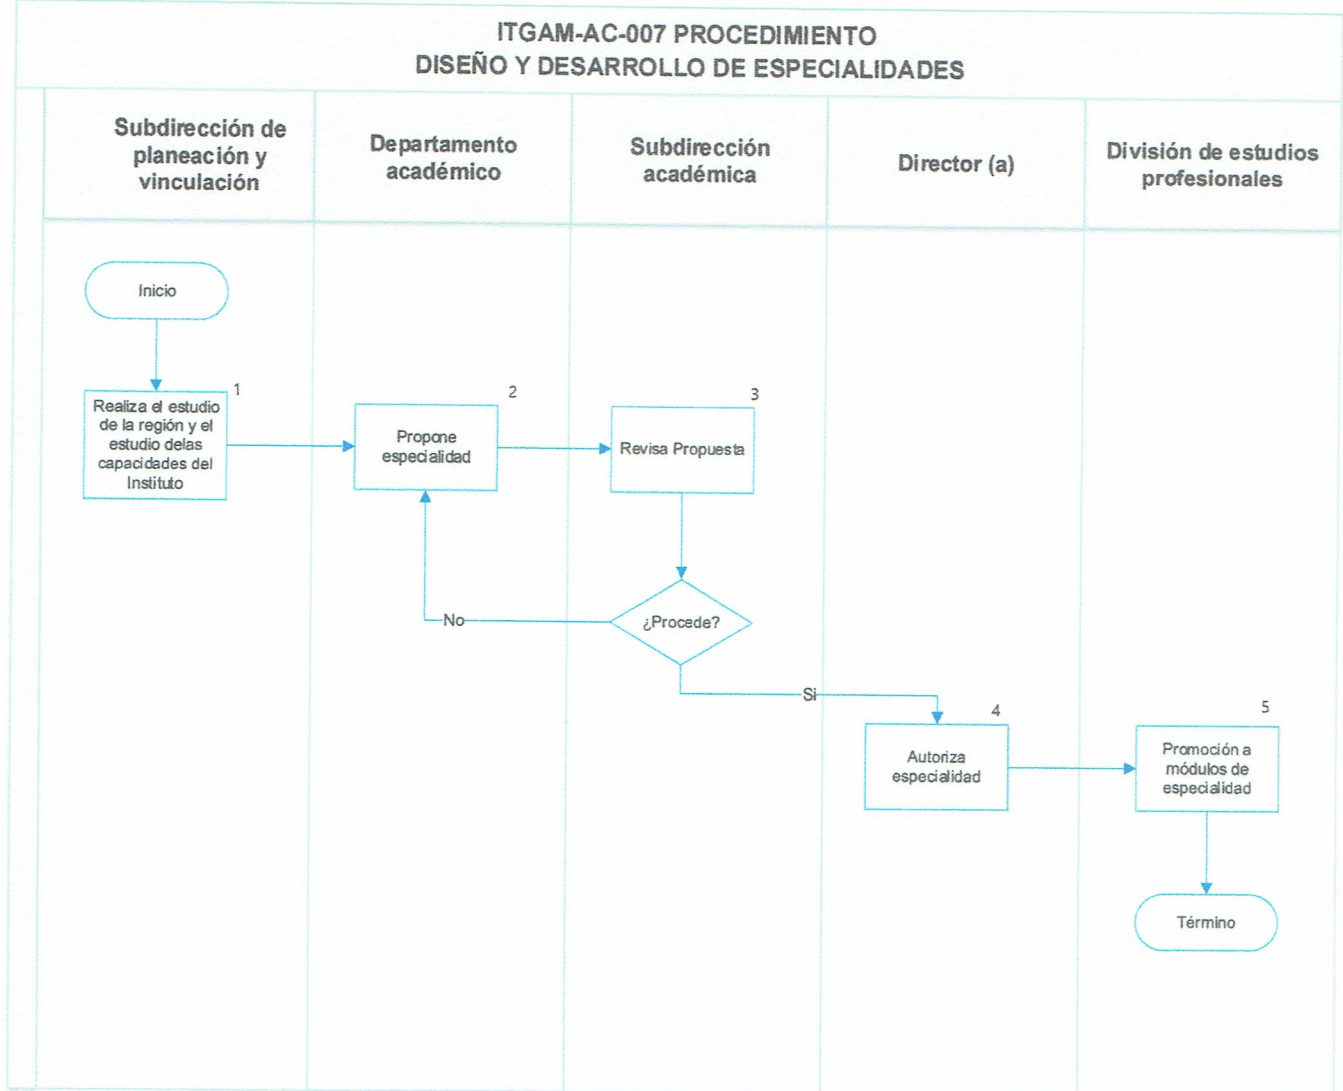 ITGAM-AC-007 PROCEDIMIENTO
DISEÑO Y DESARROLLO DE ESPECIALIDADES
Subdirección de
planeación y
vinculación
Departamento
académico
Subdirección
académica
Director (a)
División de estudios
profesionales
Inicio
1
Realiza el estudio
de la región y el
estudio delas
capacidades del
Instituto
2
Propone
especialidad
3
Revisa Propuesta
¿Procede?
No
Si
4
Autoriza
especialidad
5
Promoción a
módulos de
especialidad
Término